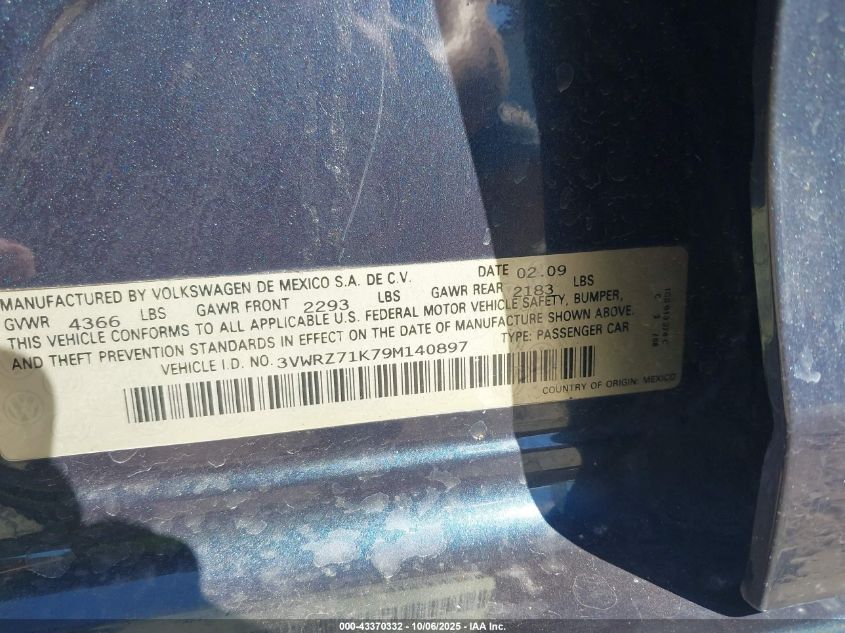 MANUFACTURED BY VOLKSWAGEN DE MEXICO S.A. DE C.V. DATE 02.09
GVWR 4366 LBS GAWR FRONT 2293 LBS GAWR REAR 2183 LBS
THIS VEHICLE CONFORMS TO ALL APPLICABLE U.S. FEDERAL MOTOR VEHICLE SAFETY, BUMPER,
AND THEFT PREVENTION STANDARDS IN EFFECT ON THE DATE OF MANUFACTURE SHOWN ABOVE.
VEHICLE I.D. NO. 3VWRZ71K79M140897 TYPE: PASSENGER CAR
COUNTRY OF ORIGIN: MEXICO
000-43370332 - 10/06/2025 - IAA Inc.